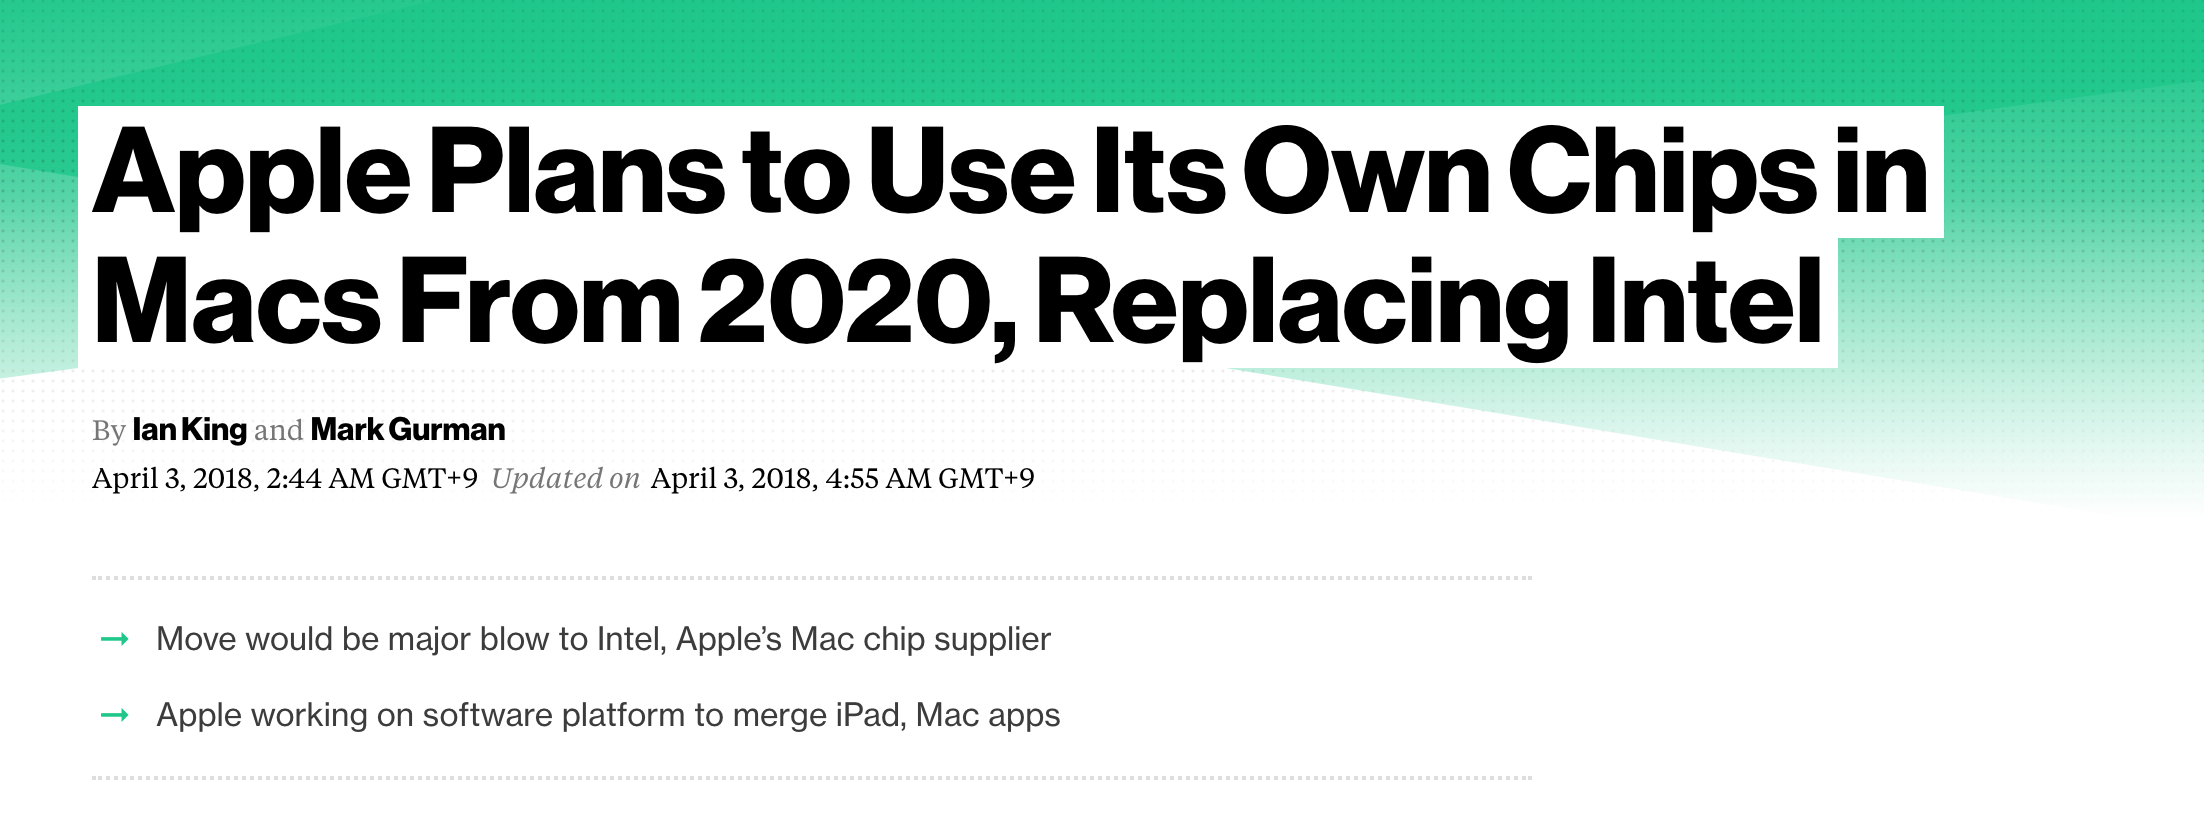 Apple Plans to Use Its Own Chips in
Macs From 2020, Replacing Intel
By Ian King and Mark Gurman
April 3, 2018, 2:44 AM GMT+9 Updated on April 3, 2018, 4:55 AM GMT+9
→ Move would be major blow to Intel, Apple’s Mac chip supplier
→ Apple working on software platform to merge iPad, Mac apps